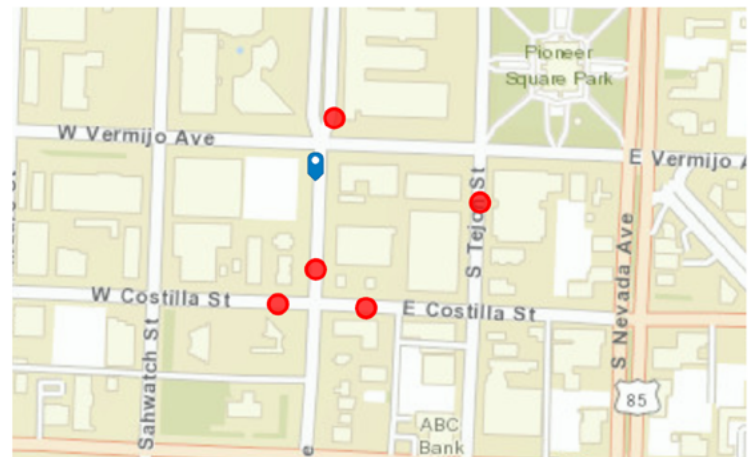 Pioneer
Square Park
W Vermijo Ave
E Vermijo A
S Tejon St
S Nevada Ave
W Costilla St
E Costilla St
Sahwatch St
85
ABC
Bank
e